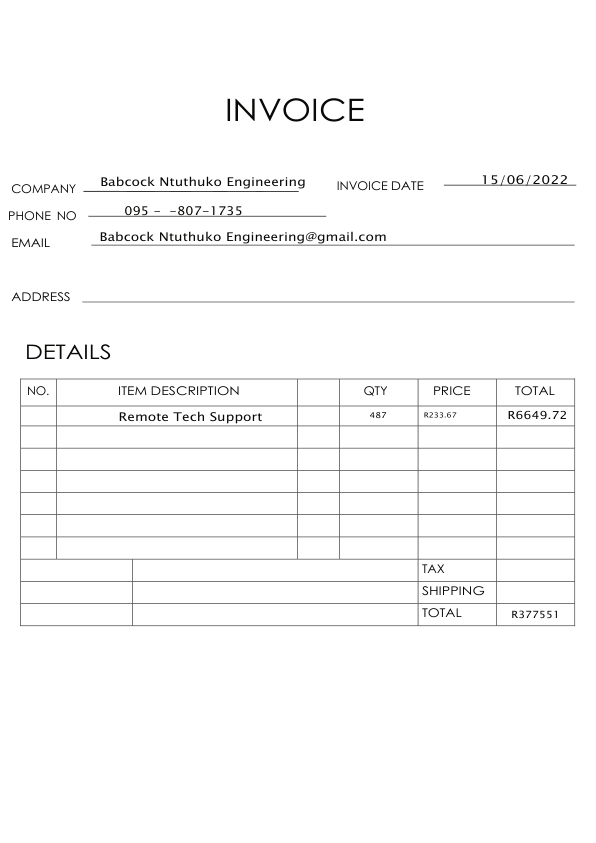 INVOICE
COMPANY Babcock Ntuthuko Engineering INVOICE DATE 15/06/2022
PHONE NO 095 -  -807-1735
EMAIL Babcock Ntuthuko Engineering@gmail.com
ADDRESS
DETAILS
NO. ITEM DESCRIPTION QTY PRICE TOTAL
Remote Tech Support 487 R233.67 R6649.72
TAX
SHIPPING
TOTAL R377551